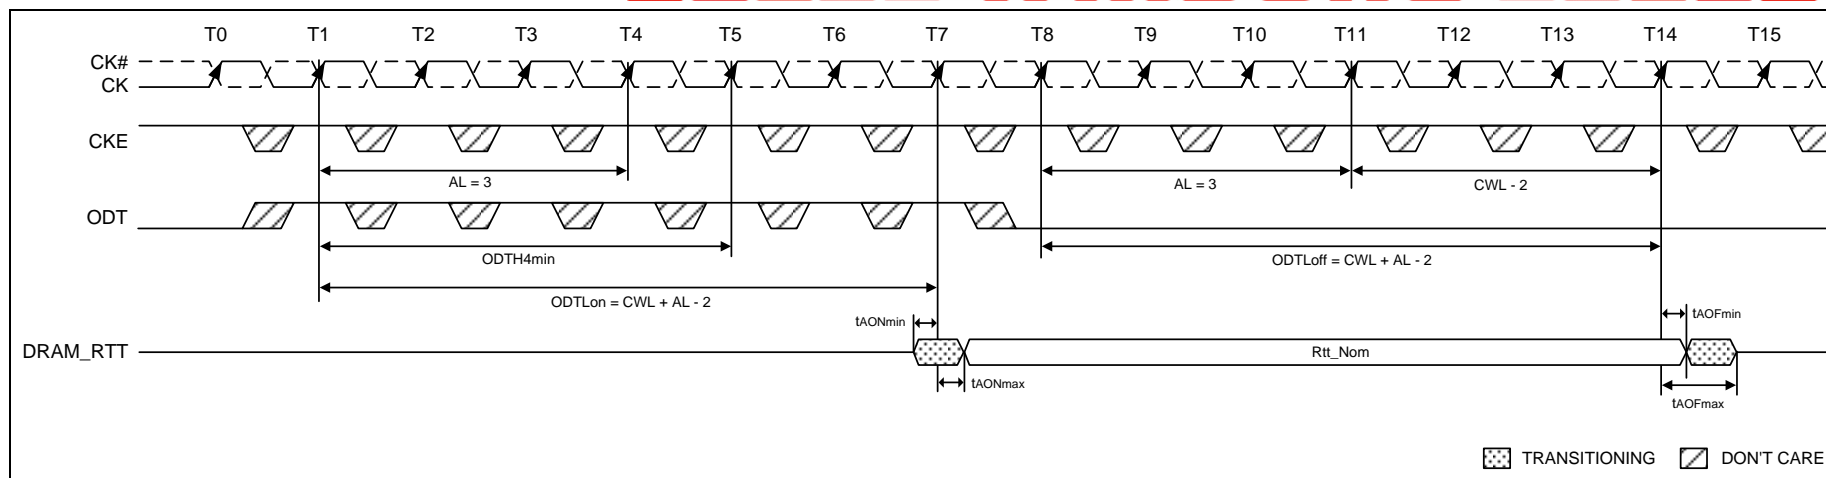 T0 T1 T2 T3 T4 T5 T6 T7 T8 T9 T10 T11 T12 T13 T14 T15
CK#
CK
CKE
AL = 3 AL = 3 CWL - 2
ODT
ODTH4min ODTLoff = CWL + AL - 2
ODTLon = CWL + AL - 2
tAONmin tAOFmin
DRAM_RTT Rtt_Nom
tAONmax
tAOFmax
TRANSITIONING DON'T CARE